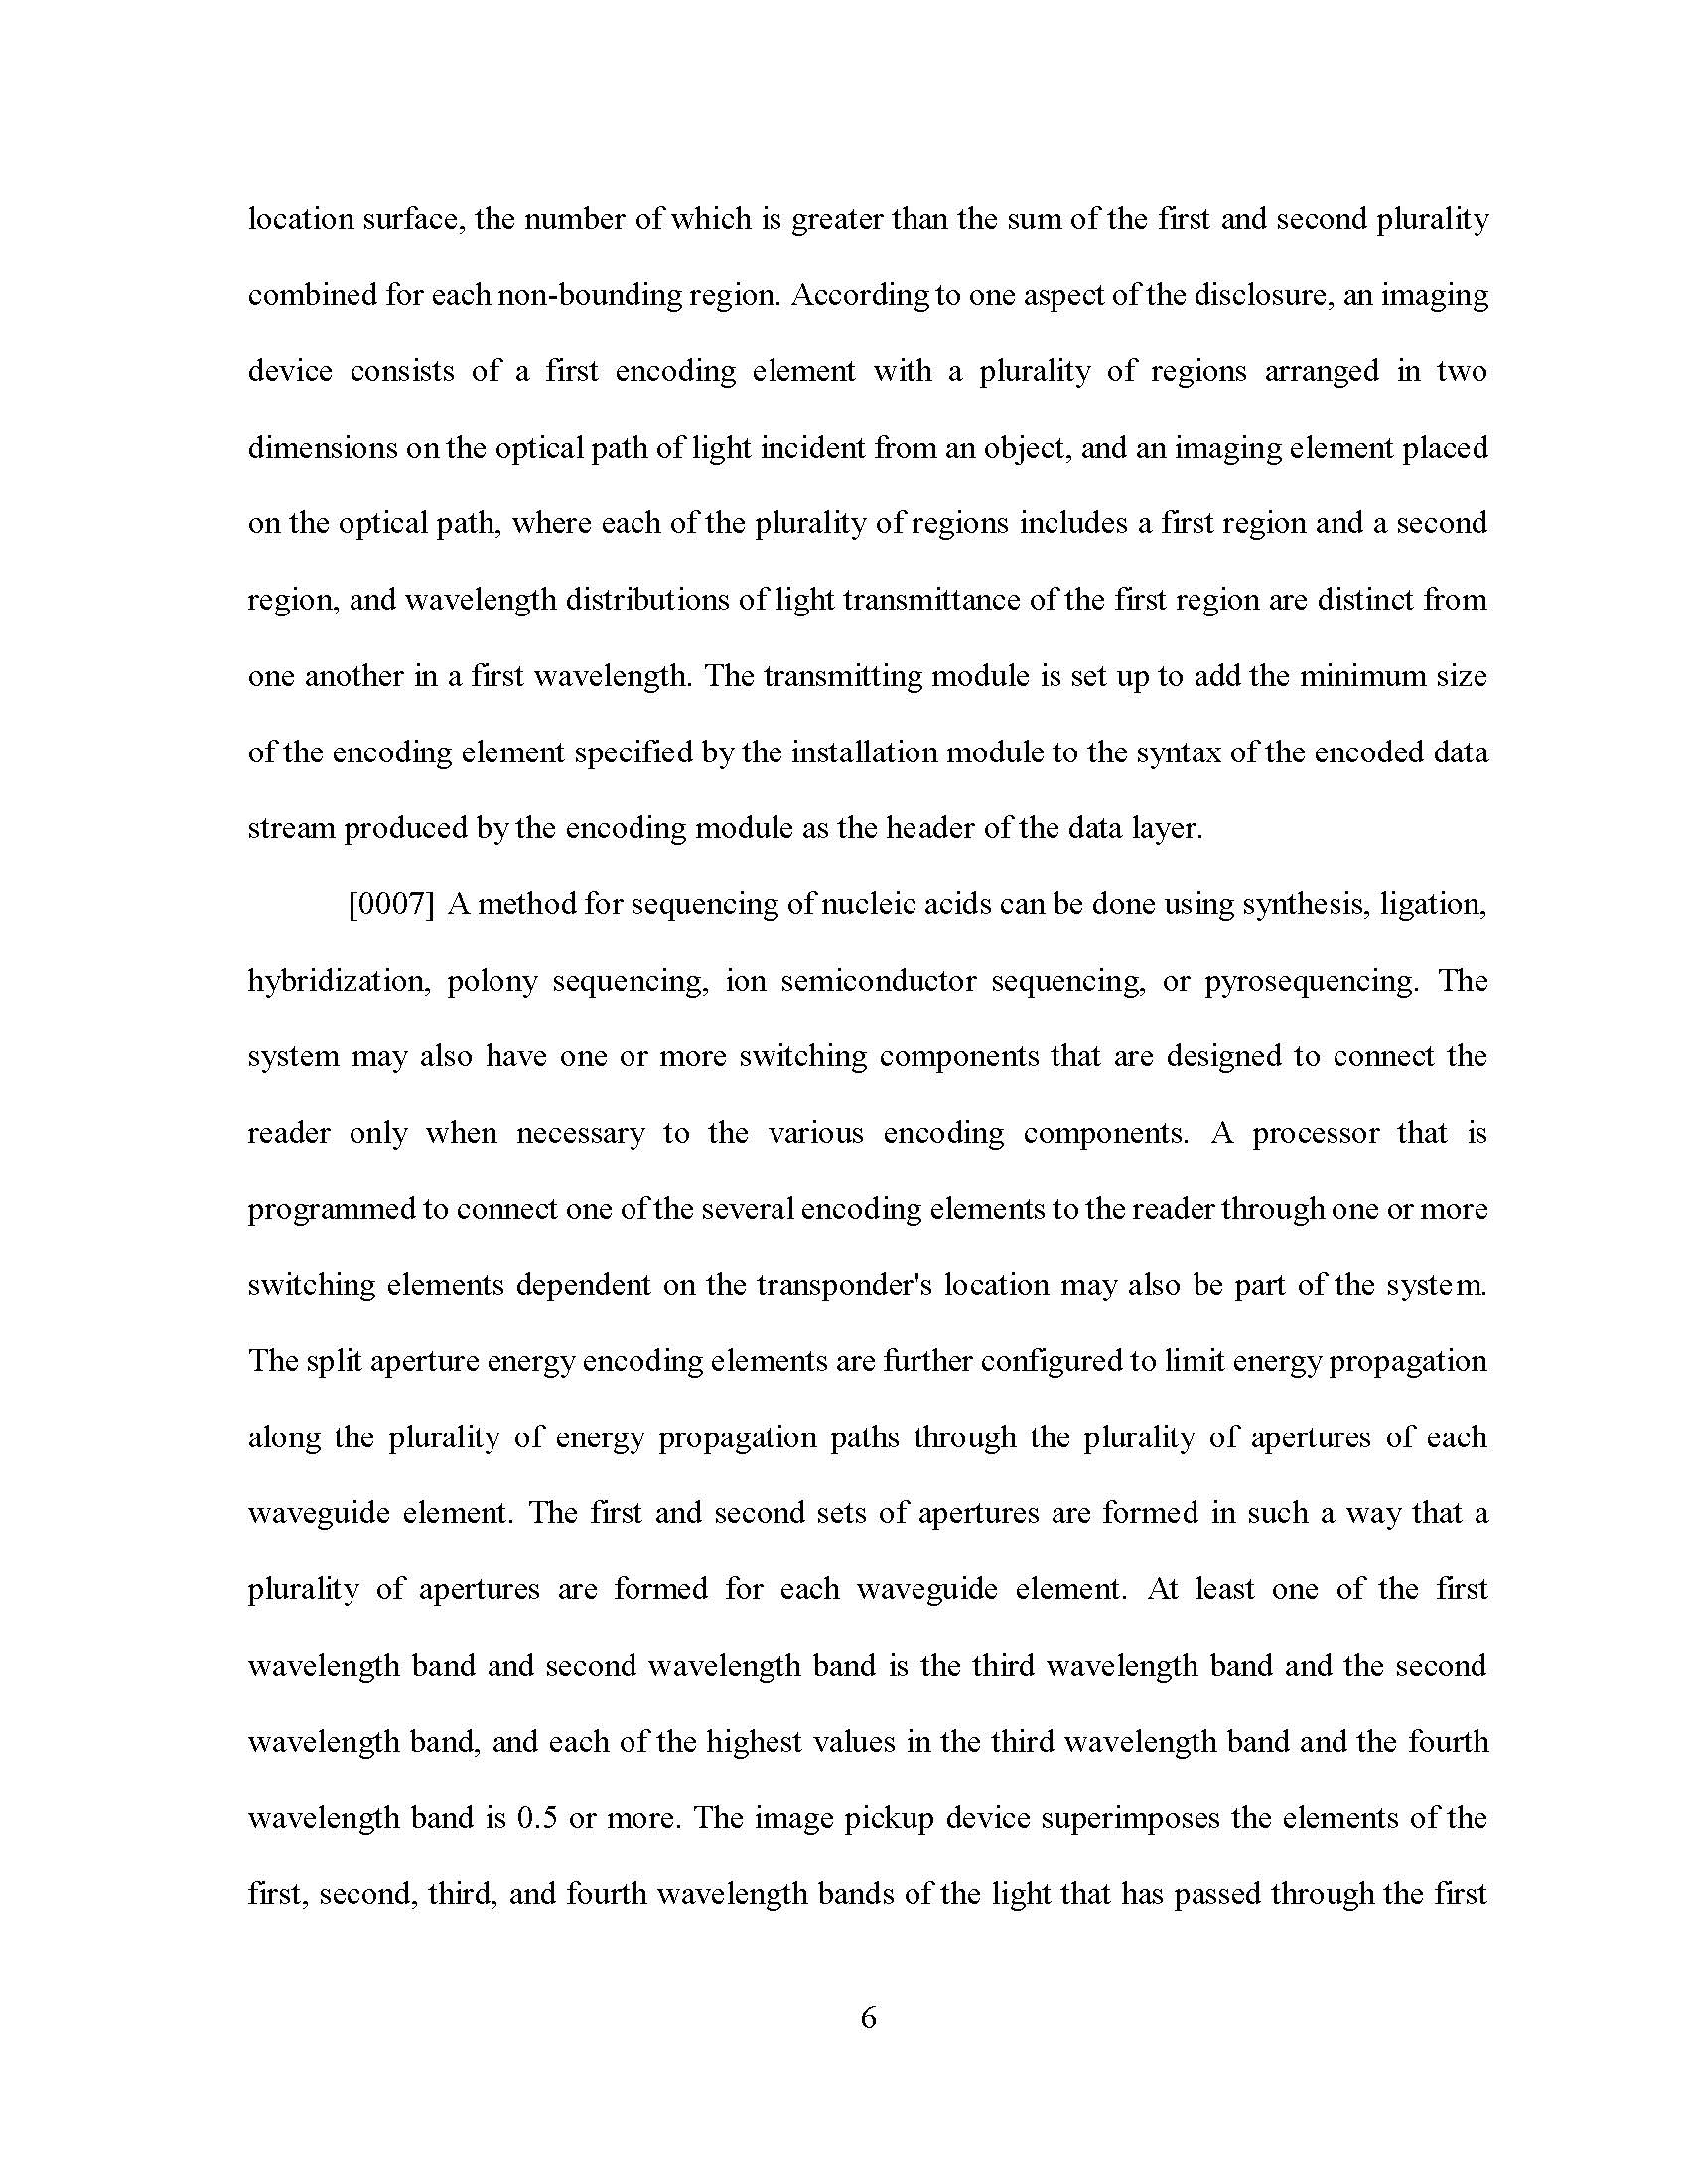 location surface, the number of which is greater than the sum of the first and second plurality
combined for each non-bounding region. According to one aspect of the disclosure, an imaging
device consists of a first encoding element with a plurality of regions arranged in two
dimensions on the optical path of light incident from an object, and an imaging element placed
on the optical path, where each of the plurality of regions includes a first region and a second
region, and wavelength distributions of light transmittance of the first region are distinct from
one another in a first wavelength. The transmitting module is set up to add the minimum size
of the encoding element specified by the installation module to the syntax of the encoded data
stream produced by the encoding module as the header of the data layer.
[0007] A method for sequencing of nucleic acids can be done using synthesis, ligation,
hybridization, polony sequencing, ion semiconductor sequencing, or pyrosequencing. The
system may also have one or more switching components that are designed to connect the
reader only when necessary to the various encoding components. A processor that is
programmed to connect one of the several encoding elements to the reader through one or more
switching elements dependent on the transponder's location may also be part of the system.
The split aperture energy encoding elements are further configured to limit energy propagation
along the plurality of energy propagation paths through the plurality of apertures of each
waveguide element. The first and second sets of apertures are formed in such a way that a
plurality of apertures are formed for each waveguide element. At least one of the first
wavelength band and second wavelength band is the third wavelength band and the second
wavelength band, and each of the highest values in the third wavelength band and the fourth
wavelength band is 0.5 or more. The image pickup device superimposes the elements of the
first, second, third, and fourth wavelength bands of the light that has passed through the first
6